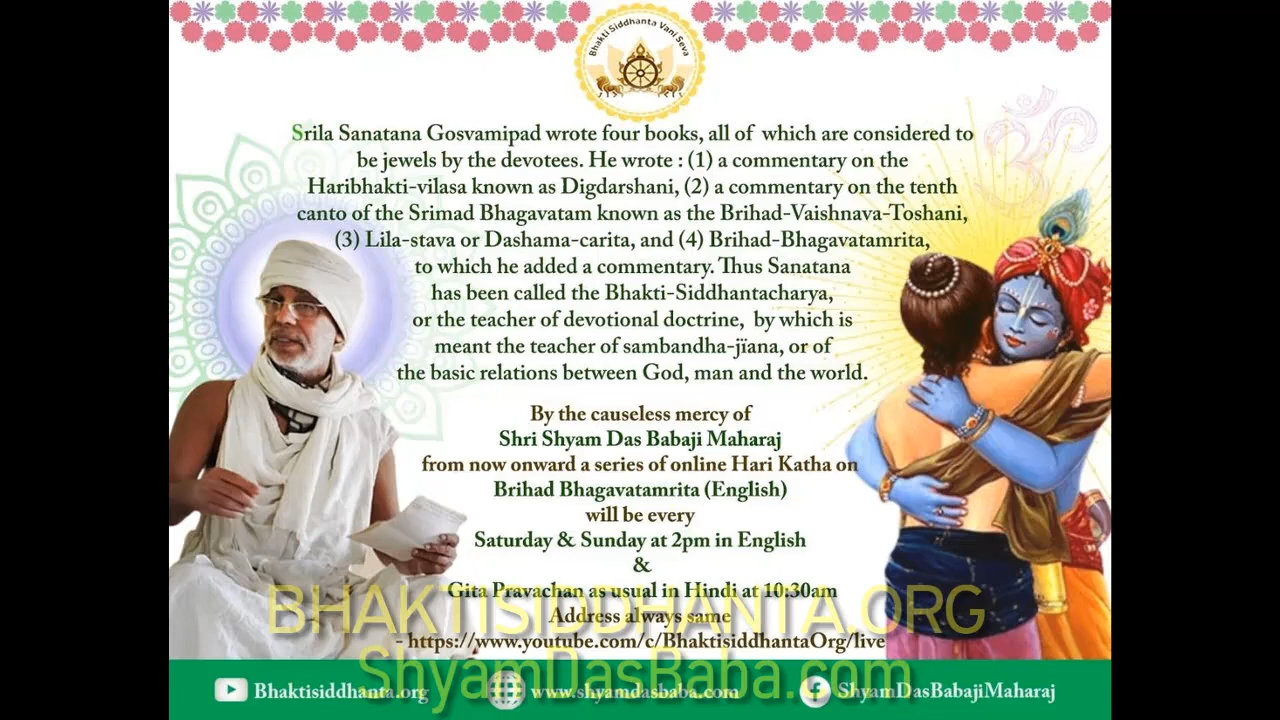 Bhakti Siddhanta Vani Seva
Srila Sanatana Gosvamipad wrote four books, all of which are considered to
be jewels by the devotees. He wrote : (1) a commentary on the
Haribhakti-vilasa known as Digdarshani, (2) a commentary on the tenth
canto of the Srimad Bhagavatam known as the Brihad-Vaishnava-Toshani,
(3) Lila-stava or Dashama-carita, and (4) Brihad-Bhagavatamrita,
to which he added a commentary. Thus Sanatana
has been called the Bhakti-Siddhantacharya,
or the teacher of devotional doctrine, by which is
meant the teacher of sambandha-jïana, or of
the basic relations between God, man and the world.
By the causeless mercy of
Shri Shyam Das Babaji Maharaj
from now onward a series of online Hari Katha on
Brihad Bhagavatamrita (English)
will be every
Saturday & Sunday at 2pm in English
&
Gita Pravachan as usual in Hindi at 10:30am
BHAKTISIDDHANTA.ORG
Address always same
- https://www.youtube.com/c/BhaktisiddhantaOrg/live
ShyamDasBaba.com
Bhaktisiddhanta.org
www.shyamdasbaba.com
ShyamDasBabajiMaharaj
ॐ